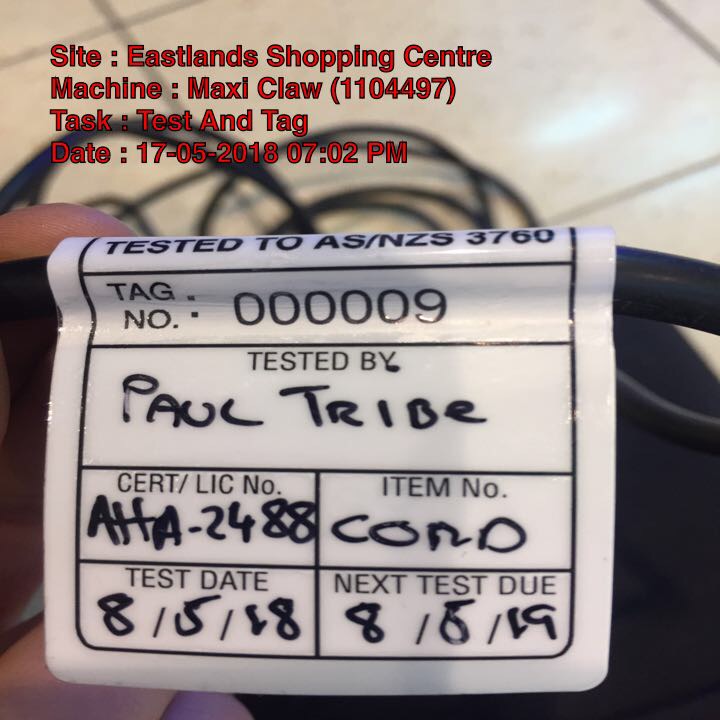 Site : Eastlands Shopping Centre
Machine : Maxi Claw (1104497)
Task : Test And Tag
Date : 17-05-2018 07:02 PM
TESTED TO AS/NZS 3760
TAG NO. : 000009
TESTED BY
PAUL TRIBE
CERT/ LIC No. ITEM No.
AHA-2488 CORD
TEST DATE NEXT TEST DUE
8/5/18 8/5/19